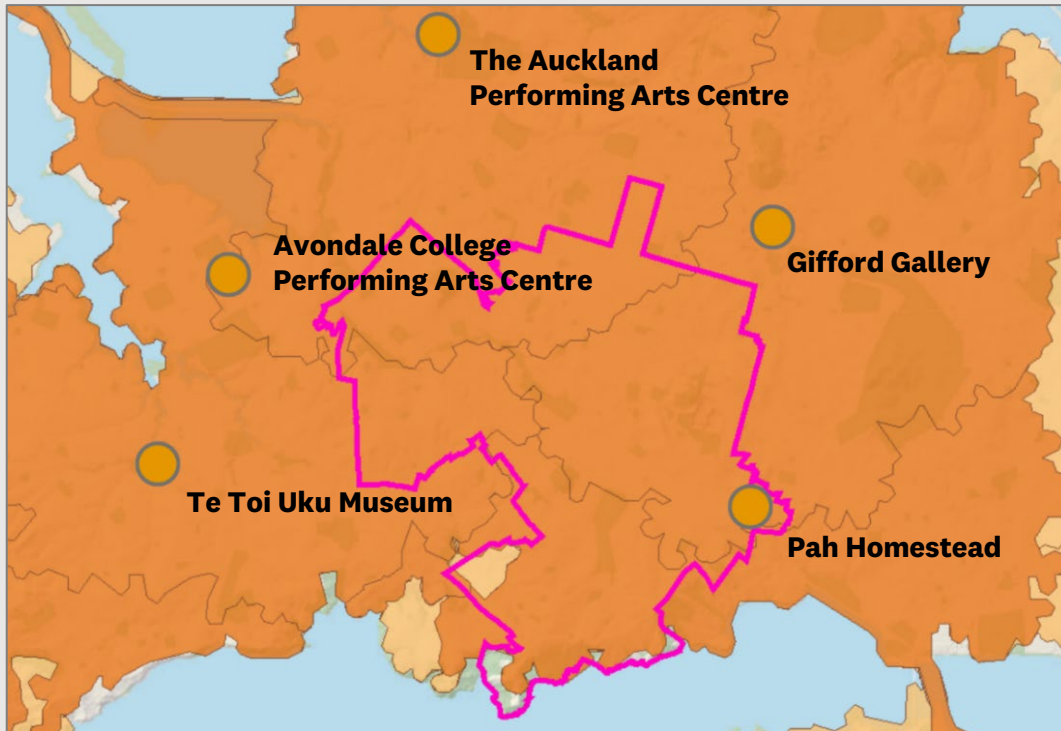 The Auckland
Performing Arts Centre
Avondale College
Performing Arts Centre
Gifford Gallery
Te Toi Uku Museum
Pah Homestead